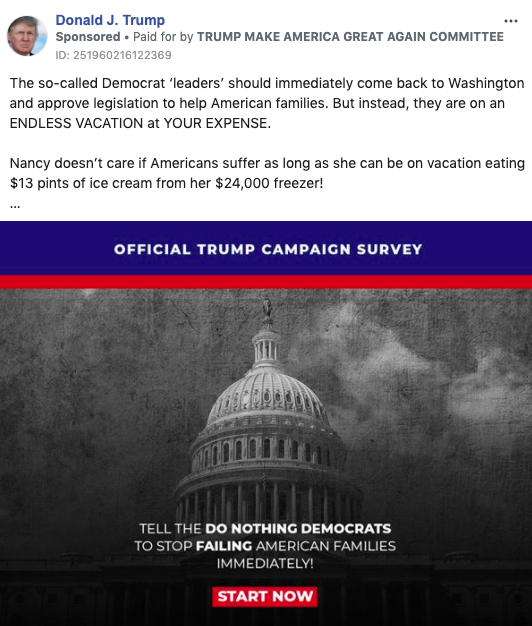 Donald J. Trump
Sponsored • Paid for by TRUMP MAKE AMERICA GREAT AGAIN COMMITTEE
ID: 251960216122369
The so-called Democrat ‘leaders’ should immediately come back to Washington
and approve legislation to help American families. But instead, they are on an
ENDLESS VACATION at YOUR EXPENSE.
Nancy doesn’t care if Americans suffer as long as she can be on vacation eating
$13 pints of ice cream from her $24,000 freezer!
...
OFFICIAL TRUMP CAMPAIGN SURVEY
TELL THE DO NOTHING DEMOCRATS
TO STOP FAILING AMERICAN FAMILIES
IMMEDIATELY!
START NOW